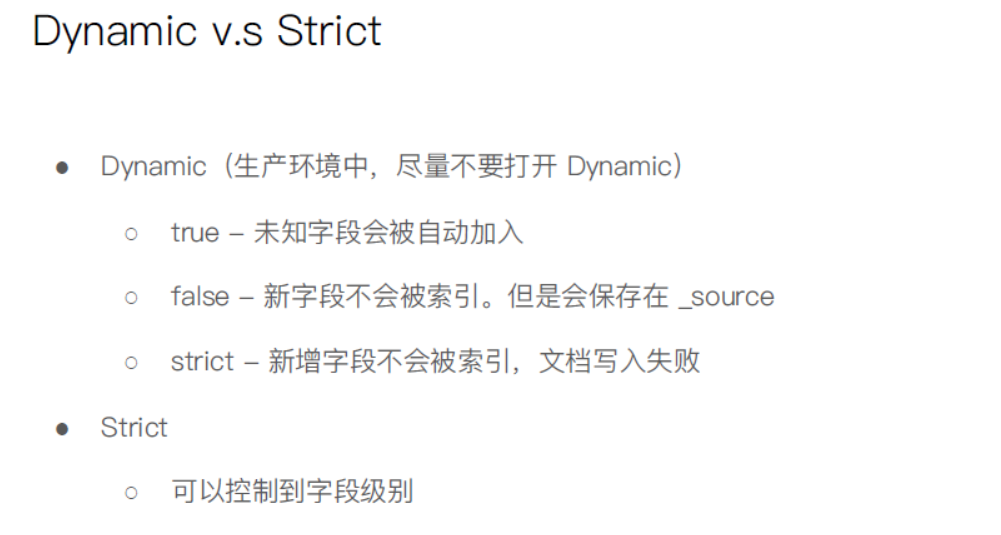 Dynamic v.s Strict
● Dynamic（生产环境中，尽量不要打开 Dynamic）
○ true – 未知字段会被自动加入
○ false – 新字段不会被索引。但是会保存在 _source
○ strict – 新增字段不会被索引，文档写入失败
● Strict
○ 可以控制到字段级别